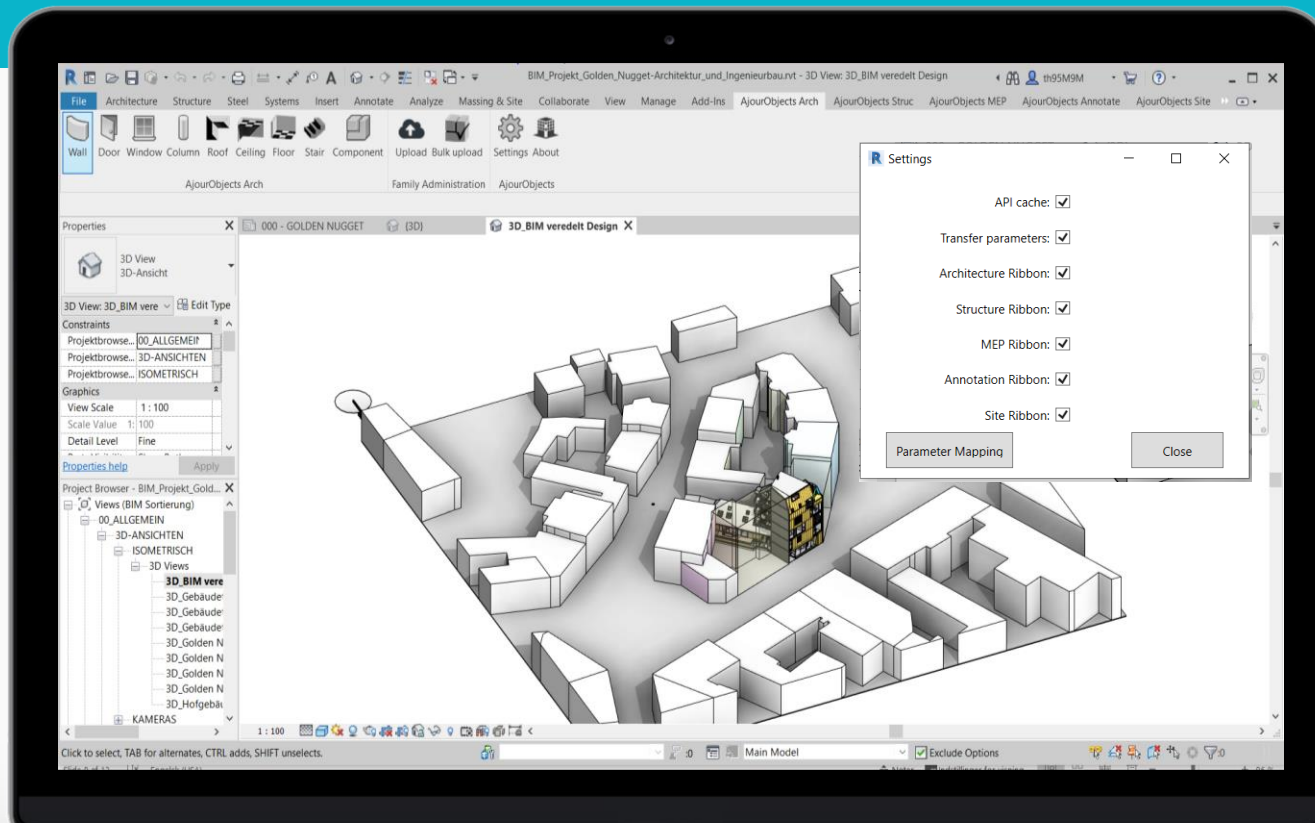 BIM_Projekt_Golden_Nugget-Architektur_und_Ingenieurbau.rvt - 3D View: 3D_BIM veredelt Design
th95M9M
File Architecture Structure Steel Systems Insert Annotate Analyze Massing & Site Collaborate View Manage Add-Ins AjourObjects Arch AjourObjects Struc AjourObjects MEP AjourObjects Annotate AjourObjects Site
Wall Door Window Column Roof Ceiling Floor Stair Component Upload Bulk upload Settings About
AjourObjects Arch Family Administration AjourObjects
Settings
API cache:
Transfer parameters:
Architecture Ribbon:
Structure Ribbon:
MEP Ribbon:
Annotation Ribbon:
Site Ribbon:
Parameter Mapping Close
Properties
000 - GOLDEN NUGGET {3D} 3D_BIM veredelt Design
3D View
3D-Ansicht
3D View: 3D_BIM vere Edit Type
Constraints
Projektbrowse... 00_ALLGEMEIN
Projektbrowse... 3D-ANSICHTEN
Projektbrowse... ISOMETRISCH
Graphics
View Scale 1 : 100
Scale Value 1: 100
Detail Level Fine
Properties help Apply
Project Browser - BIM_Projekt_Gold...
Views (BIM Sortierung)
00_ALLGEMEIN
3D-ANSICHTEN
ISOMETRISCH
3D Views
3D_BIM vere
3D_Gebäude
3D_Gebäude
3D_Gebäude
3D_Golden N
3D_Golden N
3D_Golden N
3D_Golden N
3D_Hofgebäu
KAMERAS
1 : 100
Click to select, TAB for alternates, CTRL adds, SHIFT unselects.
:0 Main Model Exclude Options :0